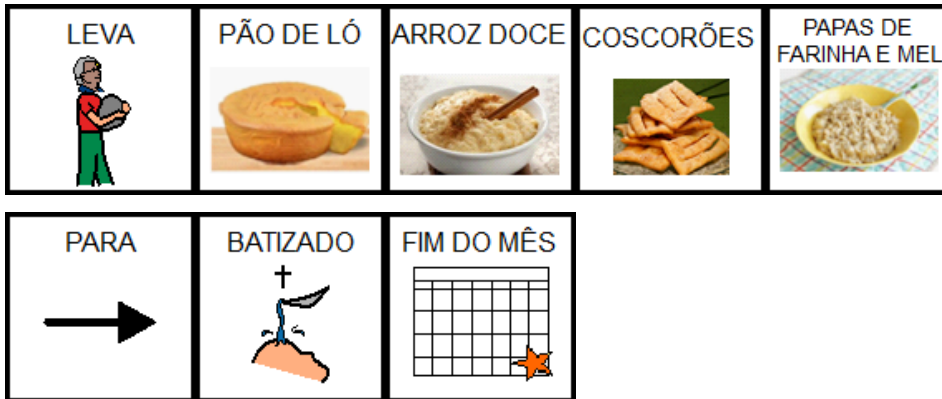 LEVA
PÃO DE LÓ
ARROZ DOCE
COSCORÕES
PAPAS DE
FARINHA E MEL
PARA
BATIZADO
FIM DO MÊS